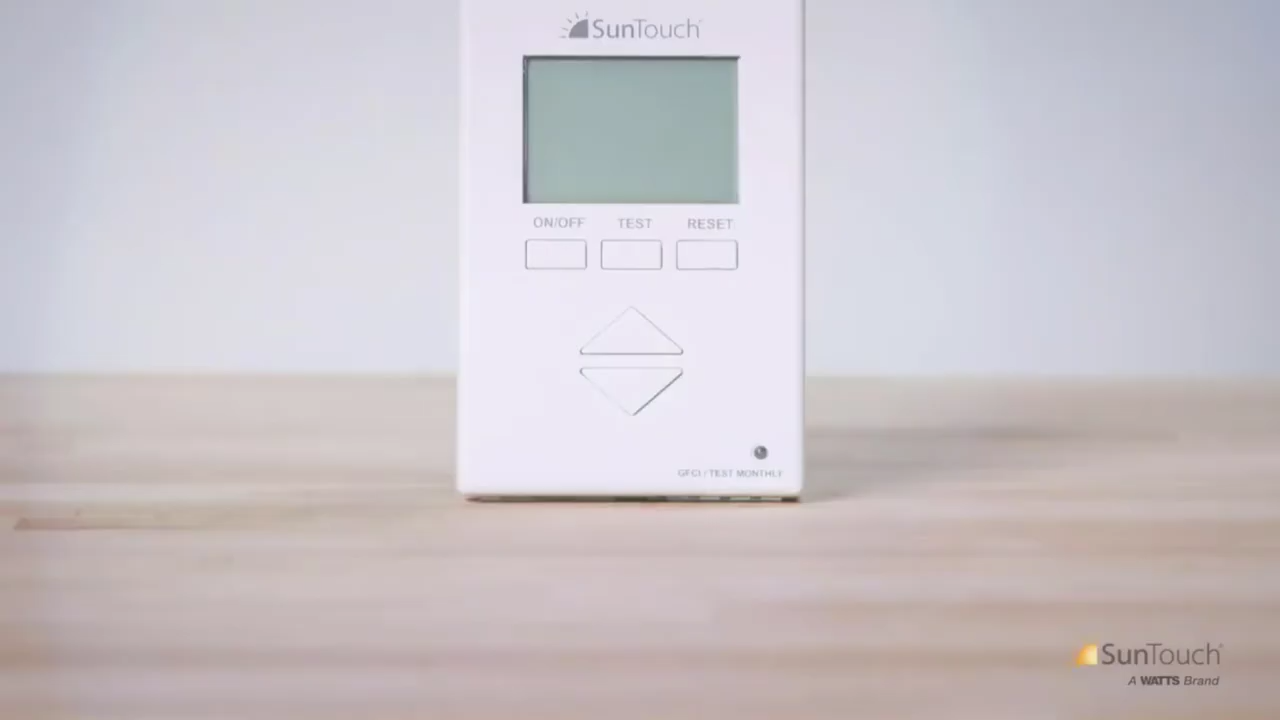 SunTouch®
ON/OFF TEST RESET
GFCI / TEST MONTHLY
SunTouch®
A WATTS Brand